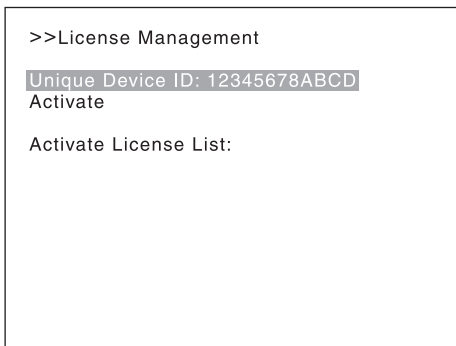 >>License Management
Unique Device ID: 12345678ABCD
Activate
Activate License List: